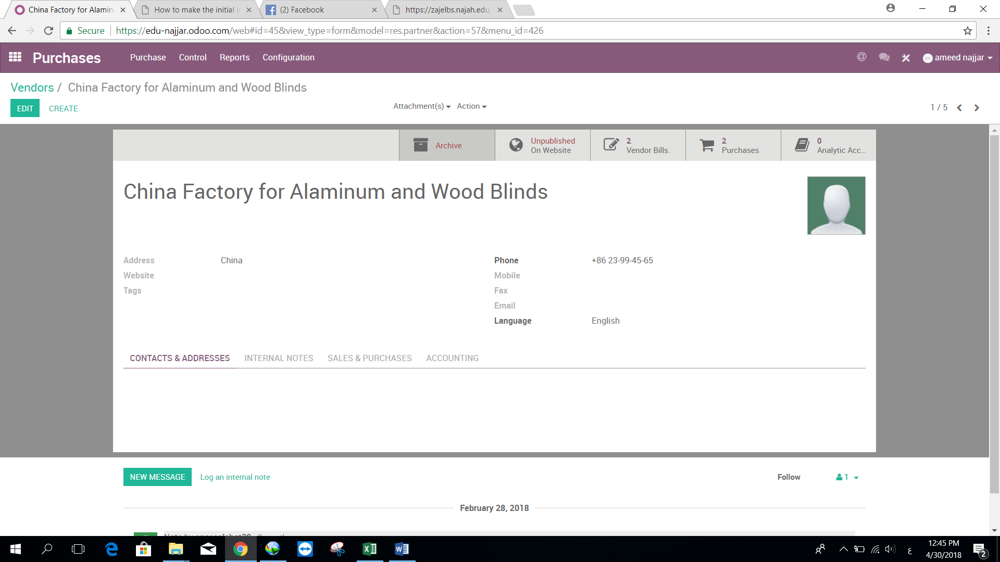 China Factory for Alamin
How to make the initial i
(2) Facebook
https://zajelbs.najah.edu
Secure
https://edu-najjar.odoo.com/web#id=45&view_type=form&model=res.partner&action=57&menu_id=426
Purchases
Purchase Control Reports Configuration
@
ameed najjar
Vendors / China Factory for Alaminum and Wood Blinds
EDIT CREATE
Attachment(s) Action
1 / 5
Archive
Unpublished
On Website
2
Vendor Bills.
2
Purchases
0
Analytic Acc...
China Factory for Alaminum and Wood Blinds
Address China
Website
Tags
Phone +86 23-99-45-65
Mobile
Fax
Email
Language English
CONTACTS & ADDRESSES INTERNAL NOTES SALES & PURCHASES ACCOUNTING
NEW MESSAGE Log an internal note
Follow 1
February 28, 2018
Note by
ع
12:45 PM
4/30/2018
2